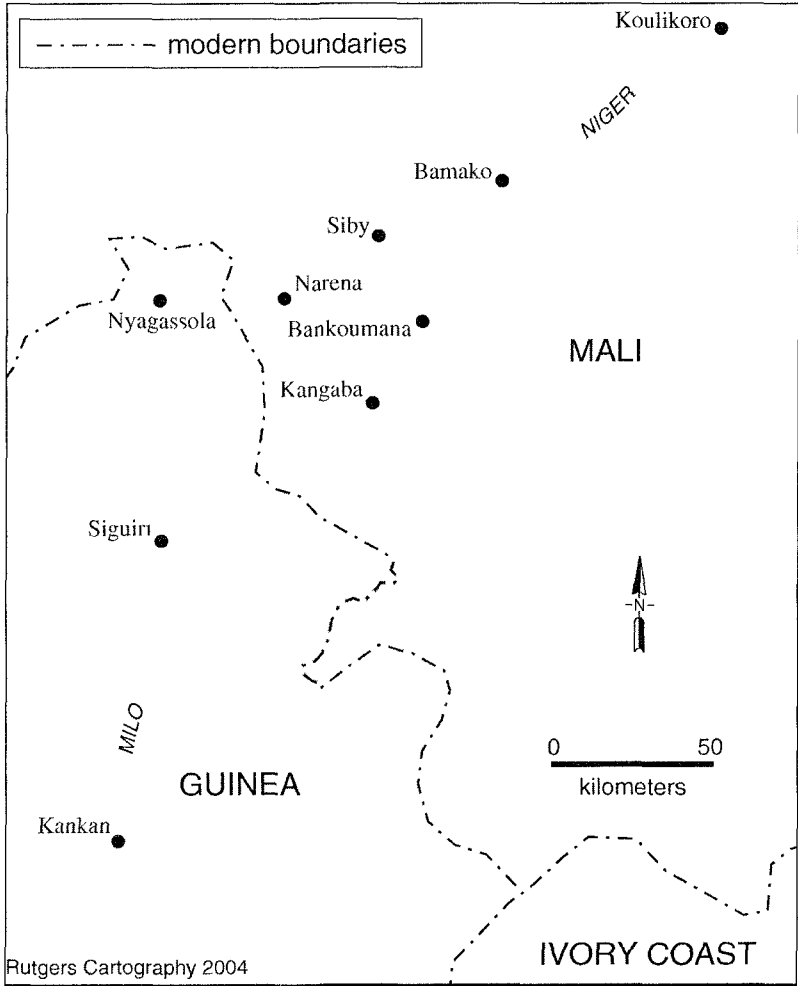 modern boundaries
Koulikoro
NIGER
Bamako
Siby
Narena
Nyagassola
Bankoumana
MALI
Kangaba
Siguiri
N
MILO
0 50
kilometers
GUINEA
Kankan
IVORY COAST
Rutgers Cartography 2004